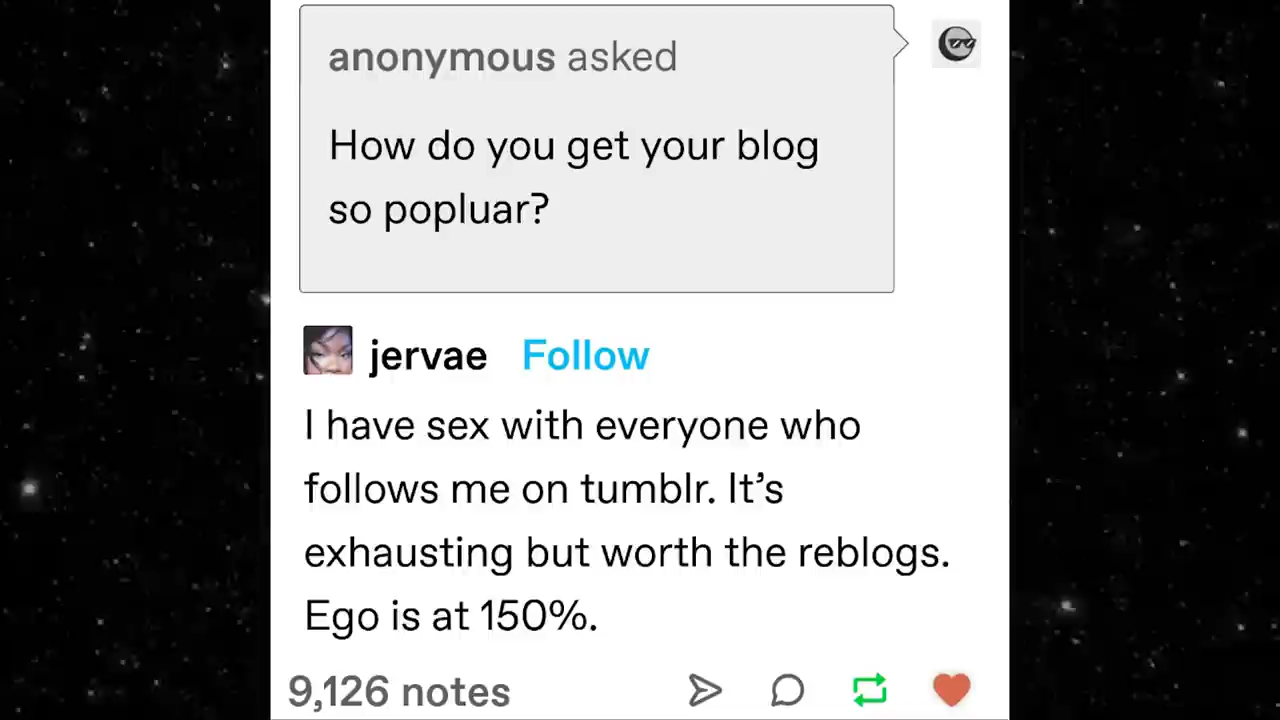 anonymous asked
How do you get your blog
so popluar?
jervae Follow
I have sex with everyone who
follows me on tumblr. It’s
exhausting but worth the reblogs.
Ego is at 150%.
9,126 notes